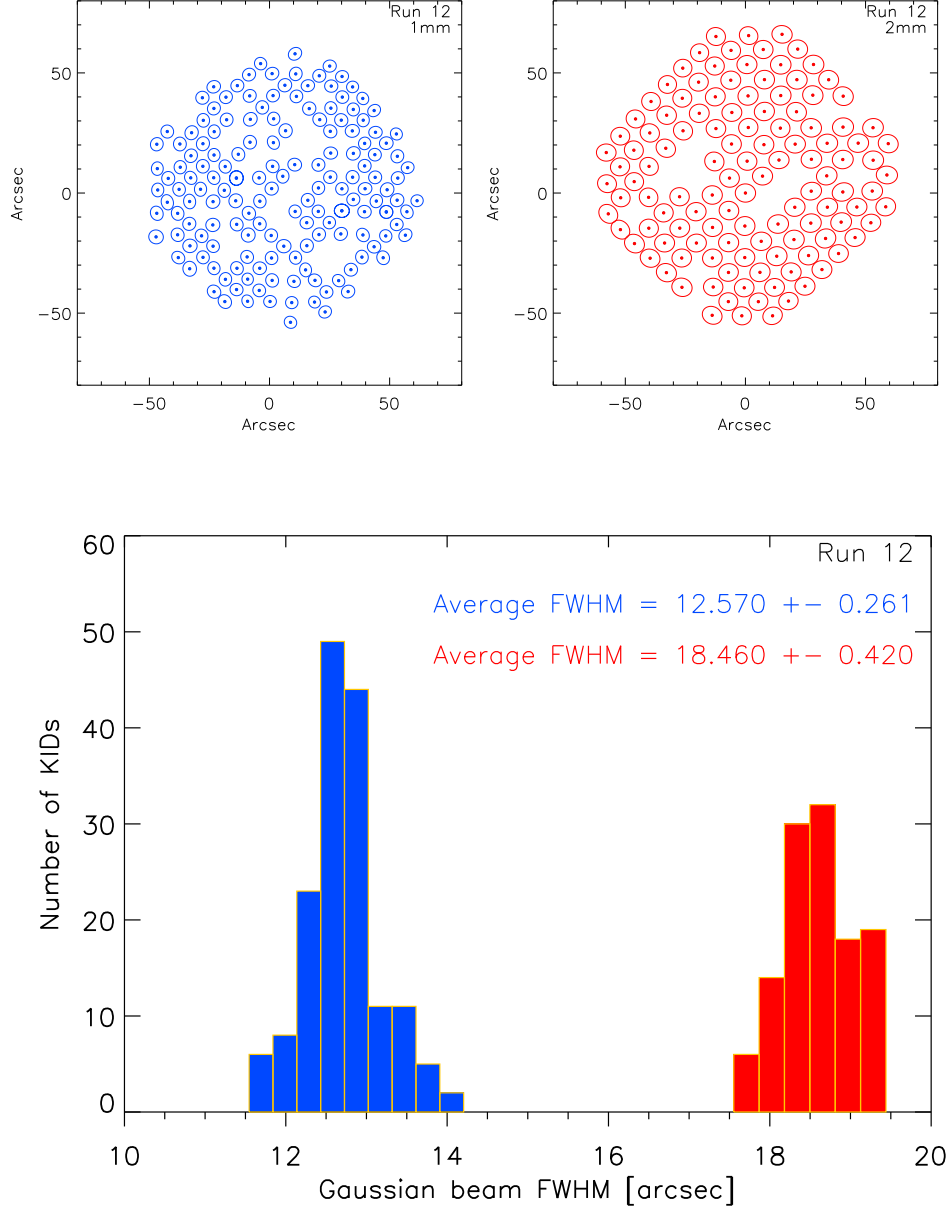 Run 12
1mm
50
0
−50
Arcsec
−50 0 50
Arcsec
Run 12
2mm
50
0
−50
Arcsec
−50 0 50
Arcsec
Run 12
Average FWHM = 12.570 +− 0.261
Average FWHM = 18.460 +− 0.420
60
50
40
30
20
10
0
Number of KIDs
10 12 14 16 18 20
Gaussian beam FWHM [arcsec]